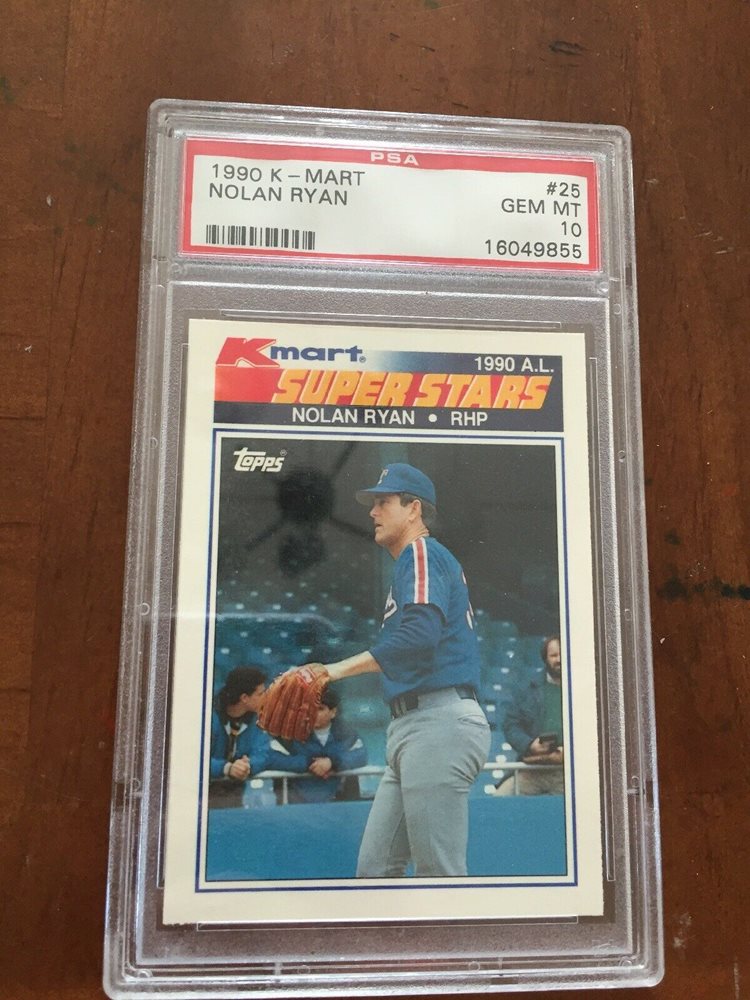 PSA
1990 K-MART #25
NOLAN RYAN GEM MT
10
16049855
Kmart®
1990 A.L.
SUPER STARS
NOLAN RYAN • RHP
Topps®